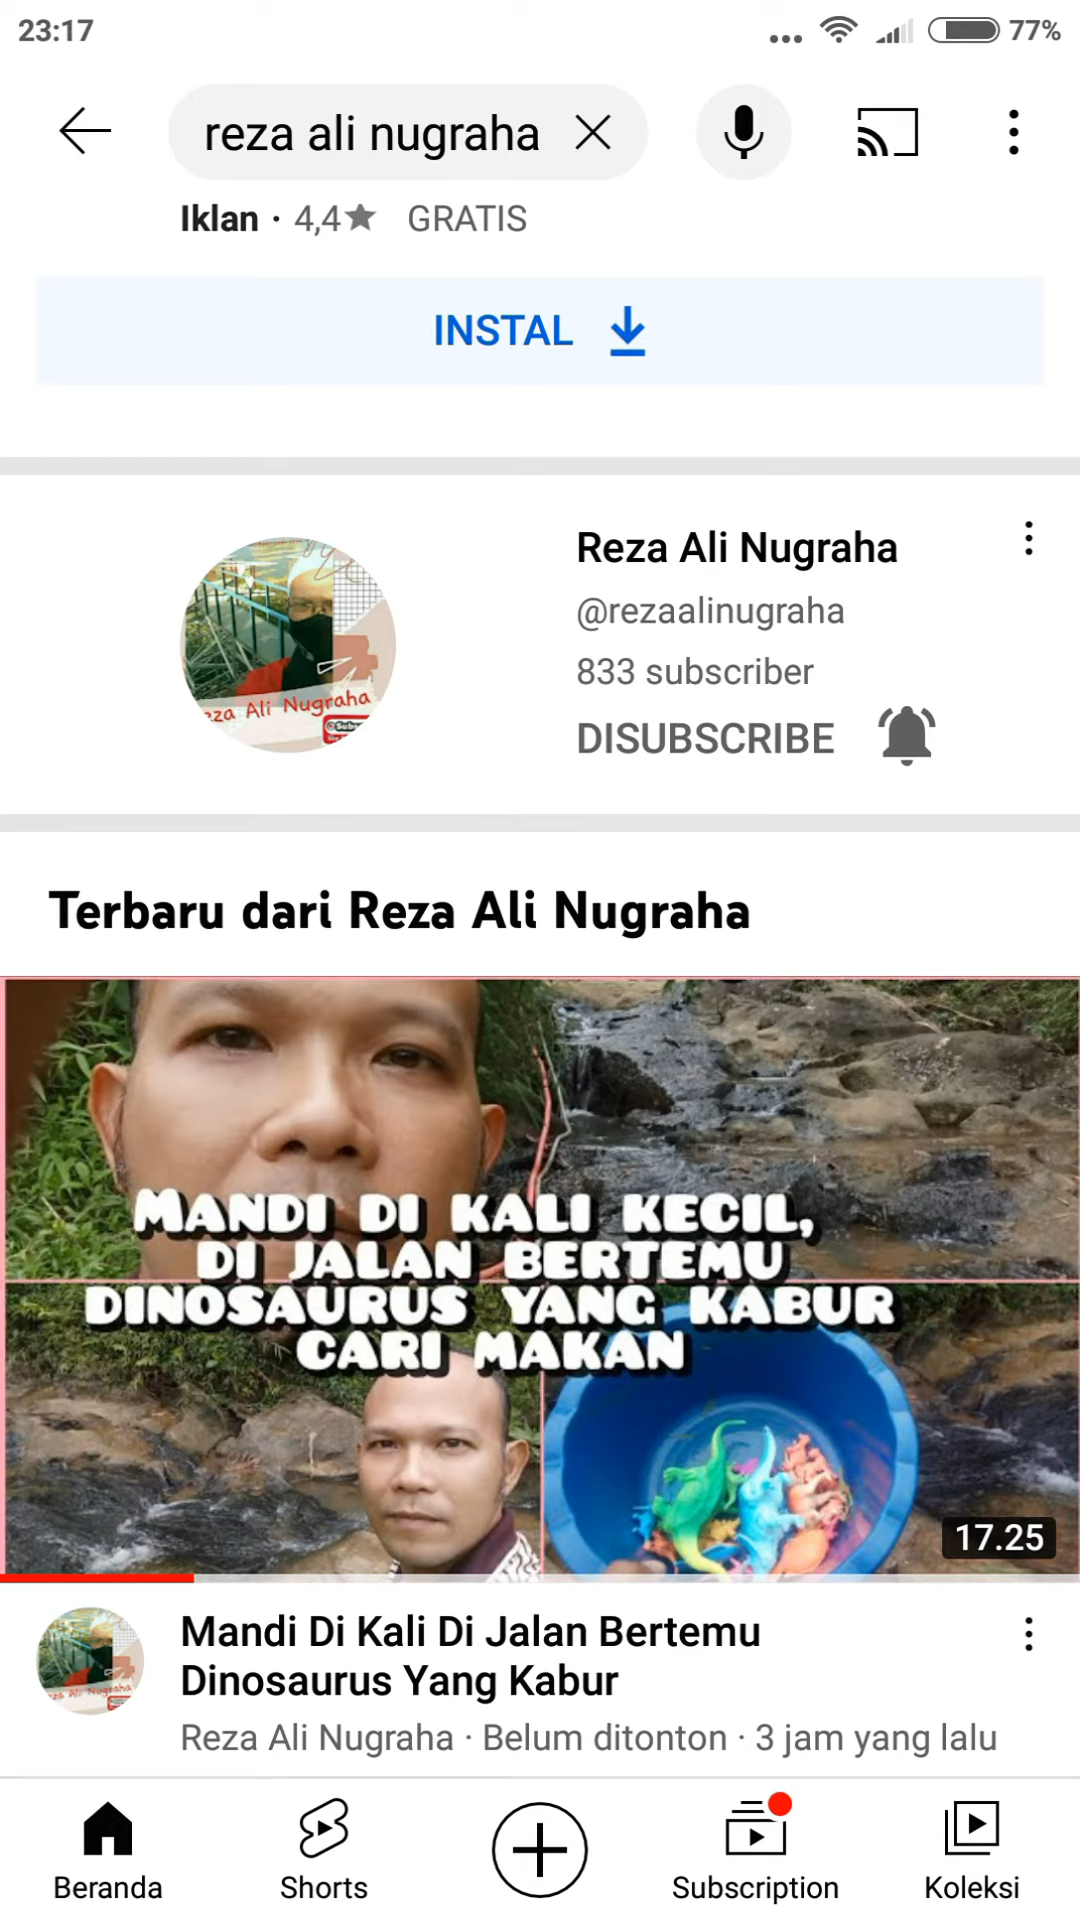 23:17
77%
reza ali nugraha
Iklan · 4,4★ GRATIS
INSTAL
Reza Ali Nugraha
@rezaalinugraha
833 subscriber
DISUBSCRIBE
Reza Ali Nugraha
Terbaru dari Reza Ali Nugraha
MANDI DI KALI KECIL,
DI JALAN BERTEMU
DINOSAURUS YANG KABUR
CARI MAKAN
17.25
Mandi Di Kali Di Jalan Bertemu
Dinosaurus Yang Kabur
Reza Ali Nugraha · Belum ditonton · 3 jam yang lalu
Beranda
Shorts
Subscription
Koleksi